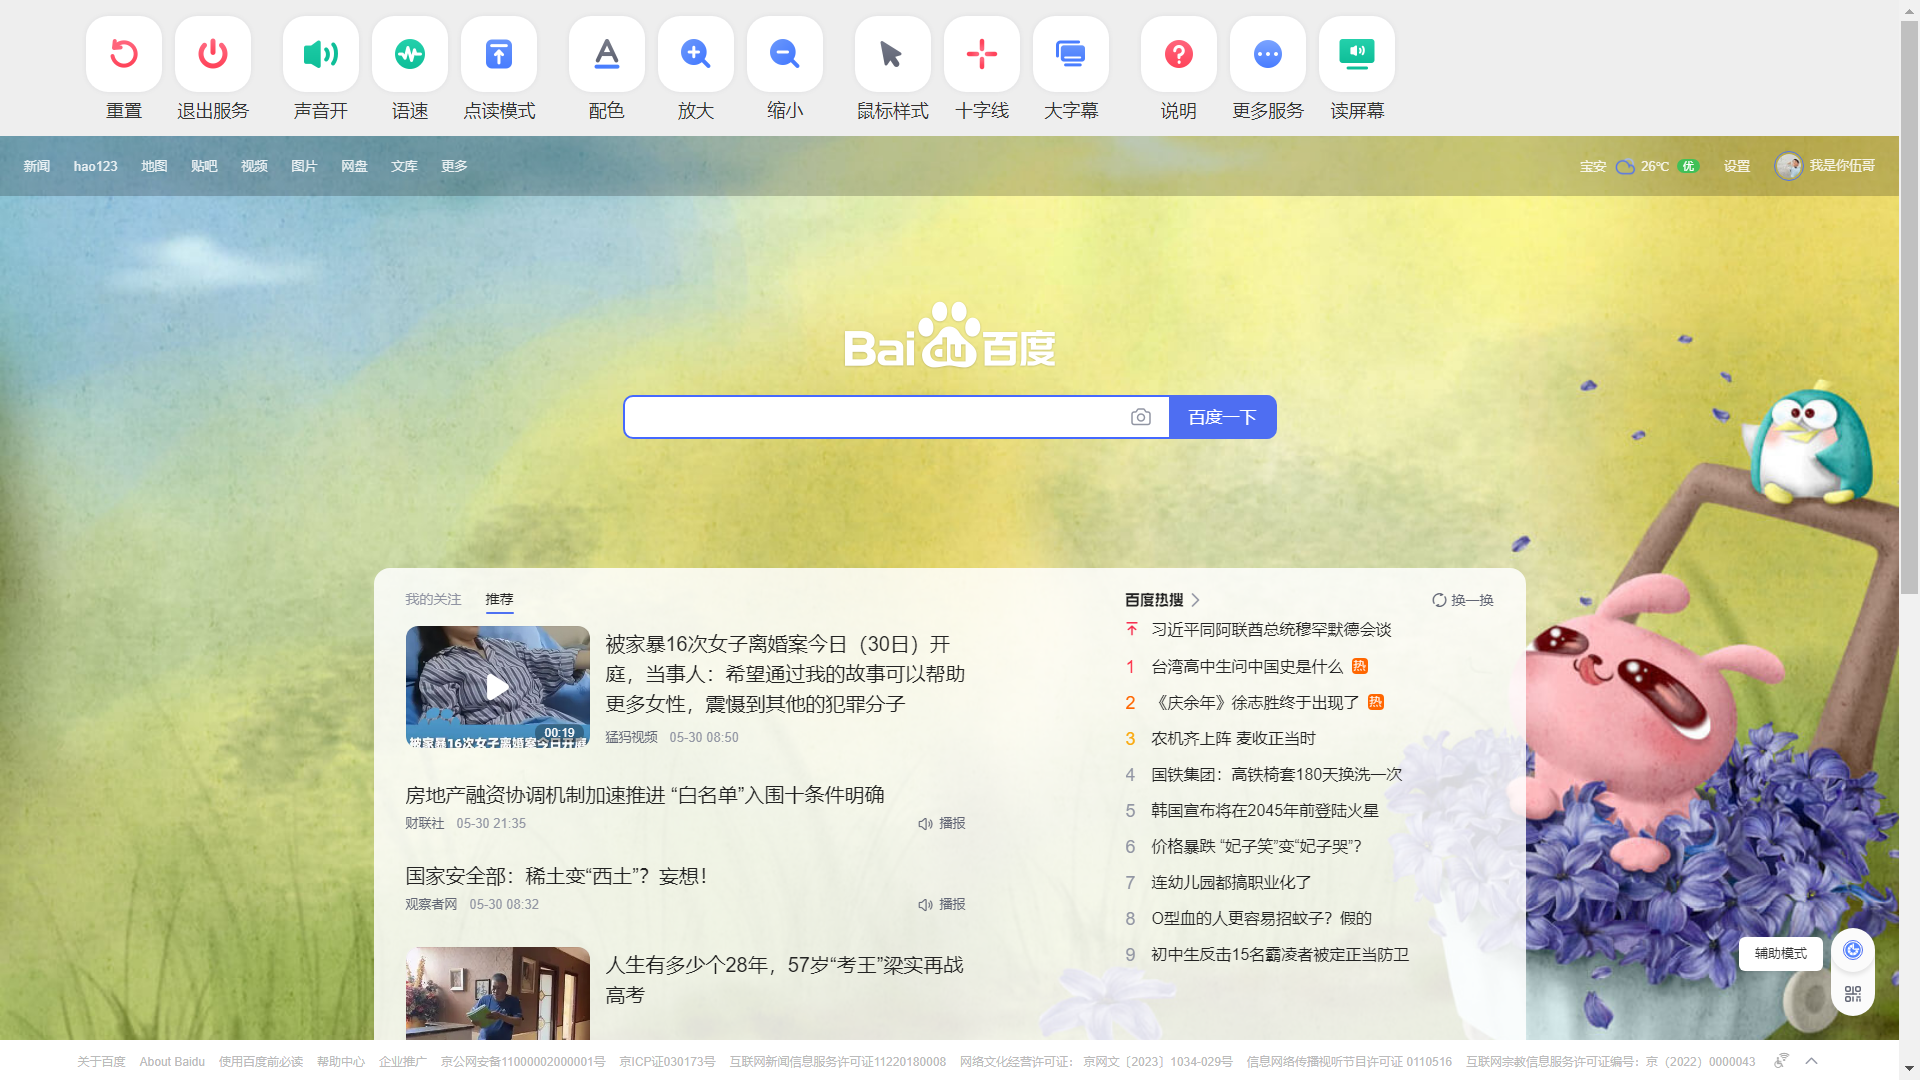 重置 退出服务 声音开 语速 点读模式 配色 放大 缩小 鼠标样式 十字线 大字幕 说明 更多服务 读屏幕
新闻 hao123 地图 贴吧 视频 图片 网盘 文库 更多 宝安 26℃ 优 设置 我是你伍哥
Bai du 百度
百度一下
我的关注 推荐
被家暴16次女子离婚案今日（30日）开
庭，当事人：希望通过我的故事可以帮助
更多女性，震慑到其他的犯罪分子
00:19
被家暴16次女子离婚案今日开庭
猛犸视频 05-30 08:50
房地产融资协调机制加速推进 “白名单”入围十条件明确
财联社 05-30 21:35 播报
国家安全部：稀土变“西土”？妄想！
观察者网 05-30 08:32 播报
人生有多少个28年，57岁“考王”梁实再战
高考
百度热搜 换一换
习近平同阿联酋总统穆罕默德会谈
1 台湾高中生问中国史是什么 热
2 《庆余年》徐志胜终于出现了 热
3 农机齐上阵 麦收正当时
4 国铁集团：高铁椅套180天换洗一次
5 韩国宣布将在2045年前登陆火星
6 价格暴跌 “妃子笑”变“妃子哭”？
7 连幼儿园都搞职业化了
8 O型血的人更容易招蚊子？假的
9 初中生反击15名霸凌者被定正当防卫
辅助模式
关于百度 About Baidu 使用百度前必读 帮助中心 企业推广 京公网安备11000002000001号 京ICP证030173号 互联网新闻信息服务许可证11220180008 网络文化经营许可证： 京网文〔2023〕1034-029号 信息网络传播视听节目许可证 0110516 互联网宗教信息服务许可证编号：京（2022）0000043